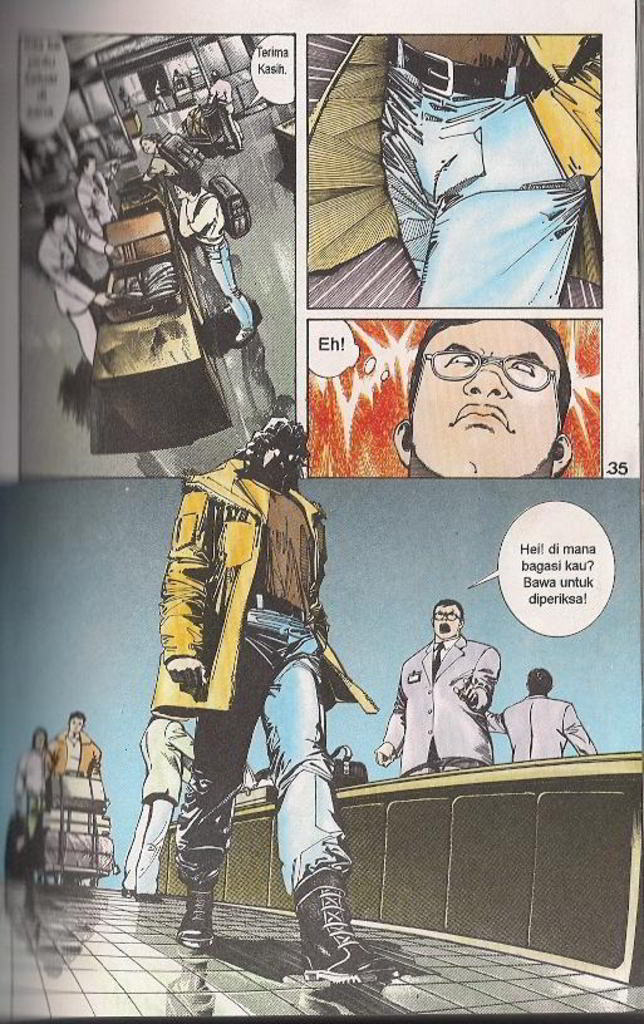 Terima
Kasih.
Eh!
35
Hei! di mana
bagasi kau?
Bawa untuk
diperiksa!